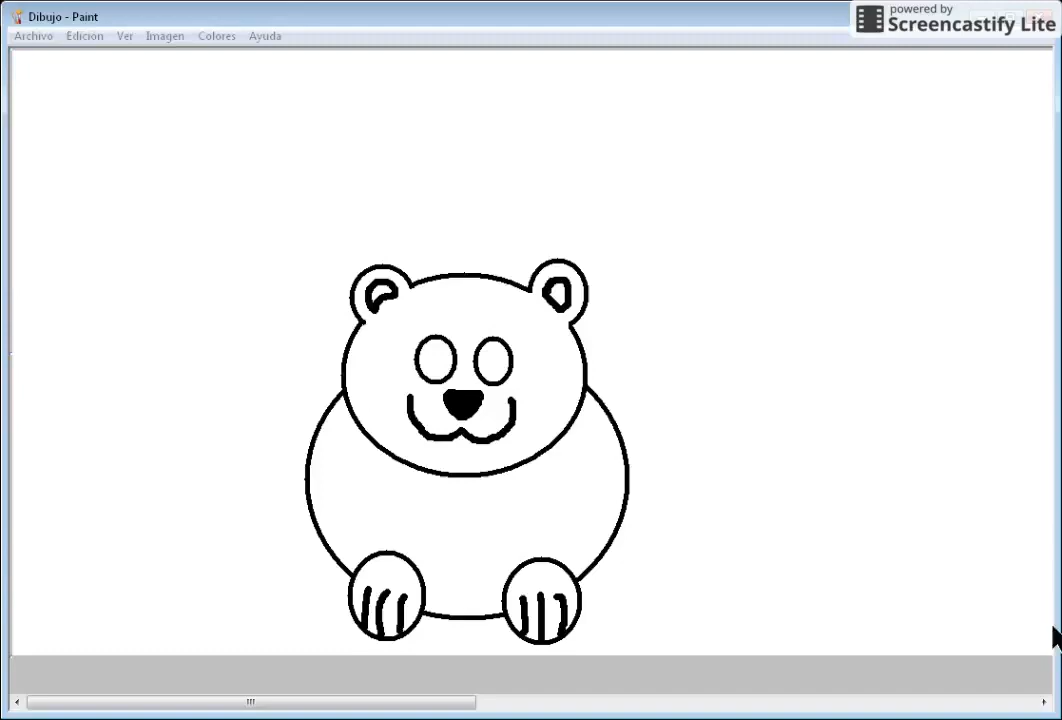 Dibujo - Paint
powered by
Screencastify Lite
Archivo Edicion Ver Imagen Colores Ayuda